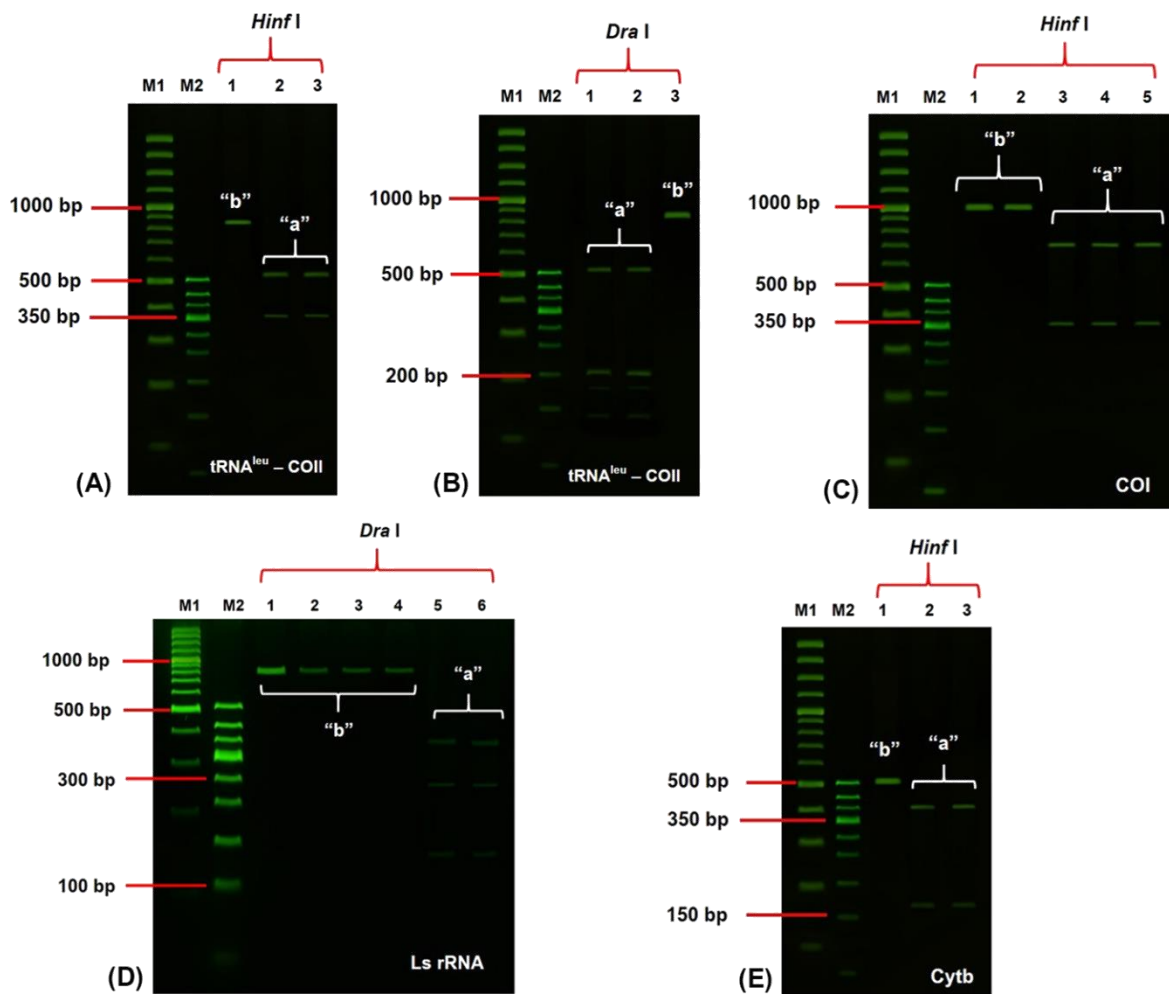 Hinf I
M1 M2 1 2 3
1000 bp
500 bp
350 bp
“b”
“a”
(A)
tRNAleu – COII
Dra I
M1 M2 1 2 3
1000 bp
500 bp
200 bp
“a”
“b”
(B)
tRNAleu – COII
Hinf I
M1 M2 1 2 3 4 5
1000 bp
500 bp
350 bp
“b”
“a”
(C)
COI
Dra I
M1 M2 1 2 3 4 5 6
1000 bp
500 bp
300 bp
100 bp
“b”
“a”
(D)
Ls rRNA
Hinf I
M1 M2 1 2 3
500 bp
350 bp
150 bp
“b”
“a”
(E)
Cytb